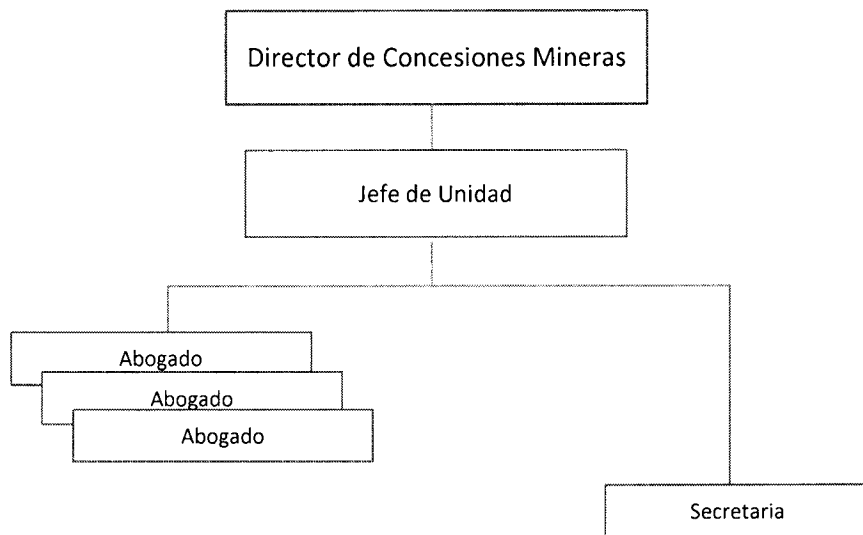 Director de Concesiones Mineras
Jefe de Unidad
Abogado
Abogado
Abogado
Secretaria